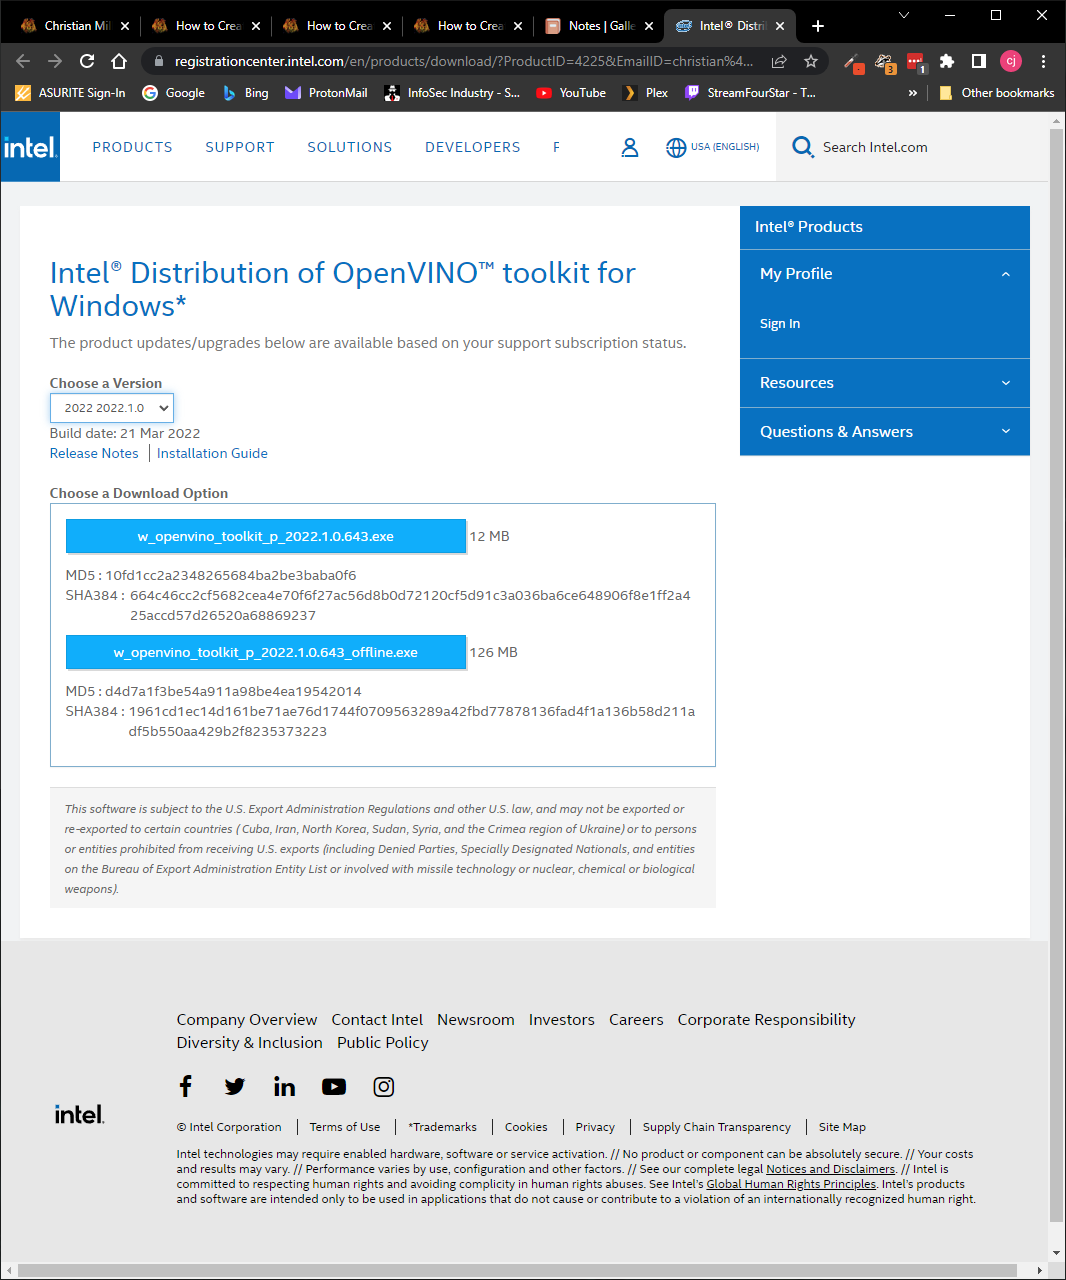 Christian Mil
How to Crea
How to Crea
How to Crea
Notes | Galle
Intel® Distri
registrationcenter.intel.com/en/products/download/?ProductID=4225&EmailID=christian%4...
3
1
cj
ASURITE Sign-In
Google
Bing
ProtonMail
InfoSec Industry - S...
YouTube
Plex
StreamFourStar - T...
»
Other bookmarks
intel.
PRODUCTS
SUPPORT
SOLUTIONS
DEVELOPERS
USA (ENGLISH)
Search Intel.com
Intel® Products
My Profile
Sign In
Resources
Questions & Answers
Intel® Distribution of OpenVINO™ toolkit for
Windows*
The product updates/upgrades below are available based on your support subscription status.
Choose a Version
2022 2022.1.0
Build date: 21 Mar 2022
Release Notes | Installation Guide
Choose a Download Option
w_openvino_toolkit_p_2022.1.0.643.exe 12 MB
MD5 : 10fd1cc2a2348265684ba2be3baba0f6
SHA384 : 664c46cc2cf5682cea4e70f6f27ac56d8b0d72120cf5d91c3a036ba6ce648906f8e1ff2a4
25accd57d26520a68869237
w_openvino_toolkit_p_2022.1.0.643_offline.exe 126 MB
MD5 : d4d7a1f3be54a911a98be4ea19542014
SHA384 : 1961cd1ec14d161be71ae76d1744f0709563289a42fbd77878136fad4f1a136b58d211a
df5b550aa429b2f8235373223
This software is subject to the U.S. Export Administration Regulations and other U.S. law, and may not be exported or
re-exported to certain countries ( Cuba, Iran, North Korea, Sudan, Syria, and the Crimea region of Ukraine) or to persons
or entities prohibited from receiving U.S. exports (including Denied Parties, Specially Designated Nationals, and entities
on the Bureau of Export Administration Entity List or involved with missile technology or nuclear, chemical or biological
weapons).
Company Overview Contact Intel Newsroom Investors Careers Corporate Responsibility
Diversity & Inclusion Public Policy
intel.
© Intel Corporation | Terms of Use | *Trademarks | Cookies | Privacy | Supply Chain Transparency | Site Map
Intel technologies may require enabled hardware, software or service activation. // No product or component can be absolutely secure. // Your costs
and results may vary. // Performance varies by use, configuration and other factors. // See our complete legal Notices and Disclaimers. // Intel is
committed to respecting human rights and avoiding complicity in human rights abuses. See Intel's Global Human Rights Principles. Intel's products
and software are intended only to be used in applications that do not cause or contribute to a violation of an internationally recognized human right.